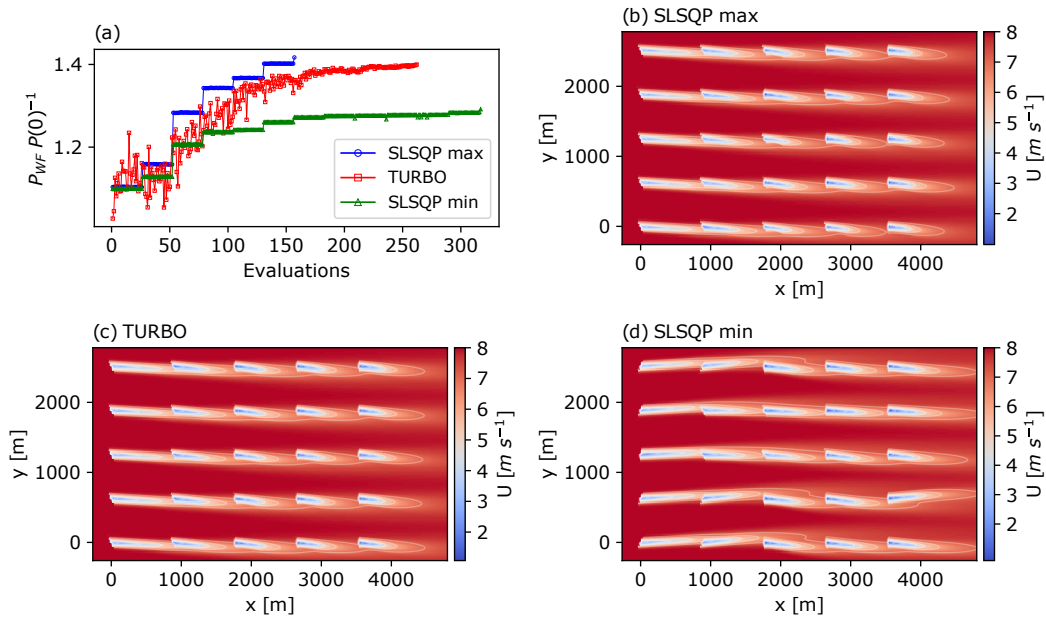 (a)
1.4
1.2
P_{WF} P(0)^{-1}
SLSQP max
TURBO
SLSQP min
0 50 100 150 200 250 300
Evaluations
(b) SLSQP max
2000
1000
0
y [m]
0 1000 2000 3000 4000
x [m]
8
7
6
5
4
3
2
U [m s^{-1}]
(c) TURBO
2000
1000
0
y [m]
0 1000 2000 3000 4000
x [m]
8
7
6
5
4
3
2
U [m s^{-1}]
(d) SLSQP min
2000
1000
0
y [m]
0 1000 2000 3000 4000
x [m]
8
7
6
5
4
3
2
U [m s^{-1}]